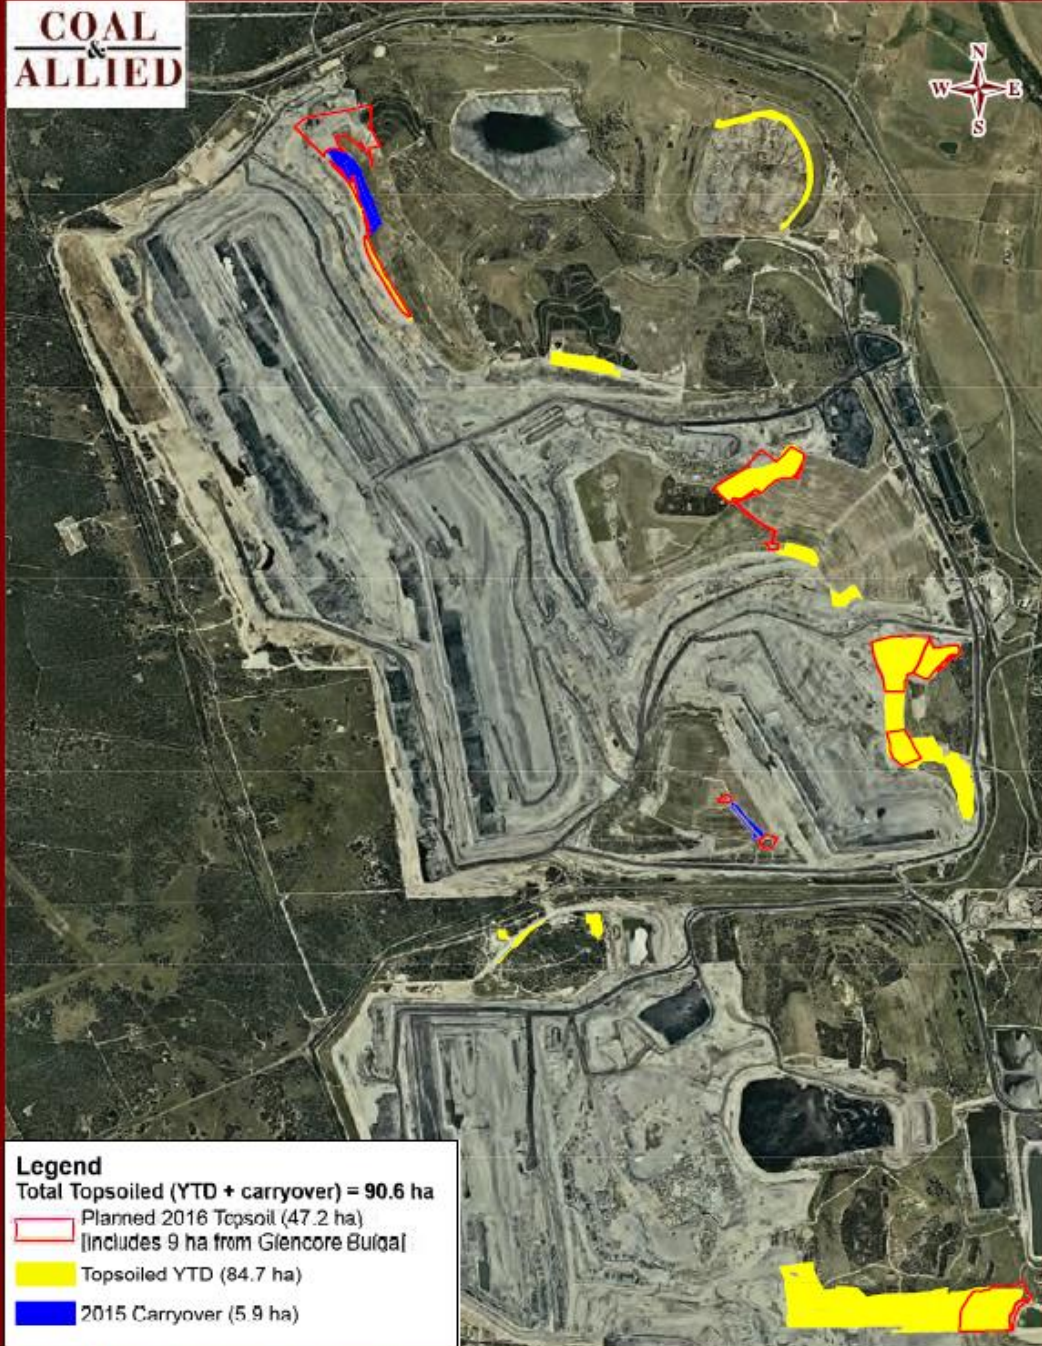 COAL
&
ALLIED
N
W E
S
Legend
Total Topsoiled (YTD + carryover) = 90.6 ha
Planned 2016 Topsoil (47.2 ha)
[includes 9 ha from Glencore Bulga[
Topsoiled YTD (84.7 ha)
2015 Carryover (5.9 ha)